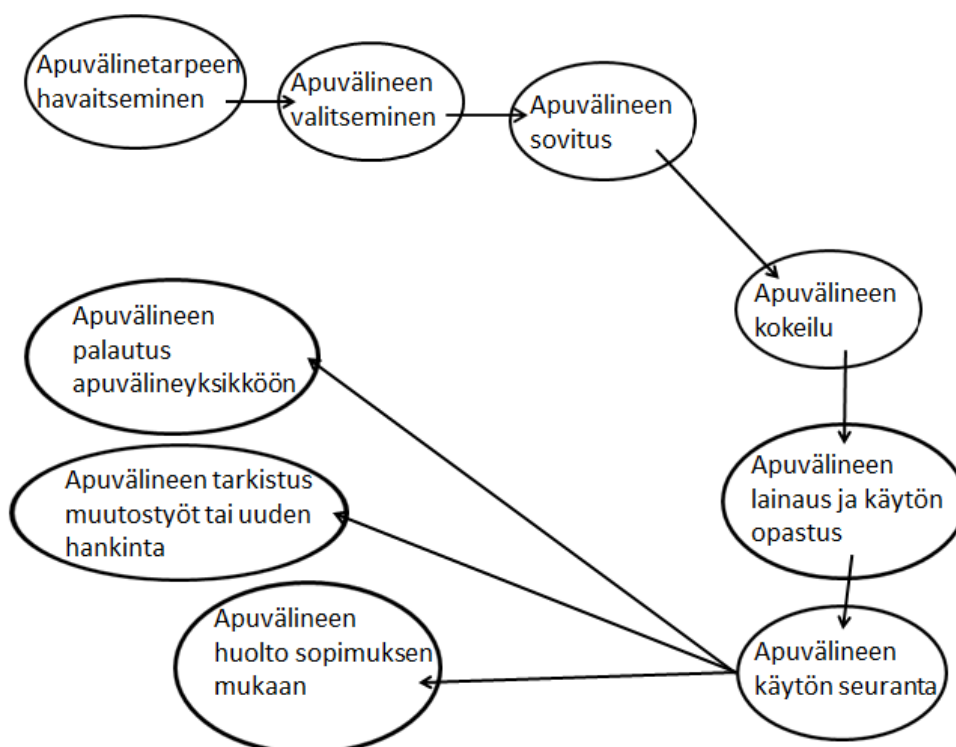 Apuvälinetarpeen
havaitseminen
Apuvälineen
valitseminen
Apuvälineen
sovitus
Apuvälineen
kokeilu
Apuvälineen
lainaus ja käytön
opastus
Apuvälineen
käytön seuranta
Apuvälineen
palautus
apuvälineyksikköön
Apuvälineen tarkistus
muutostyöt tai uuden
hankinta
Apuvälineen
huolto sopimuksen
mukaan